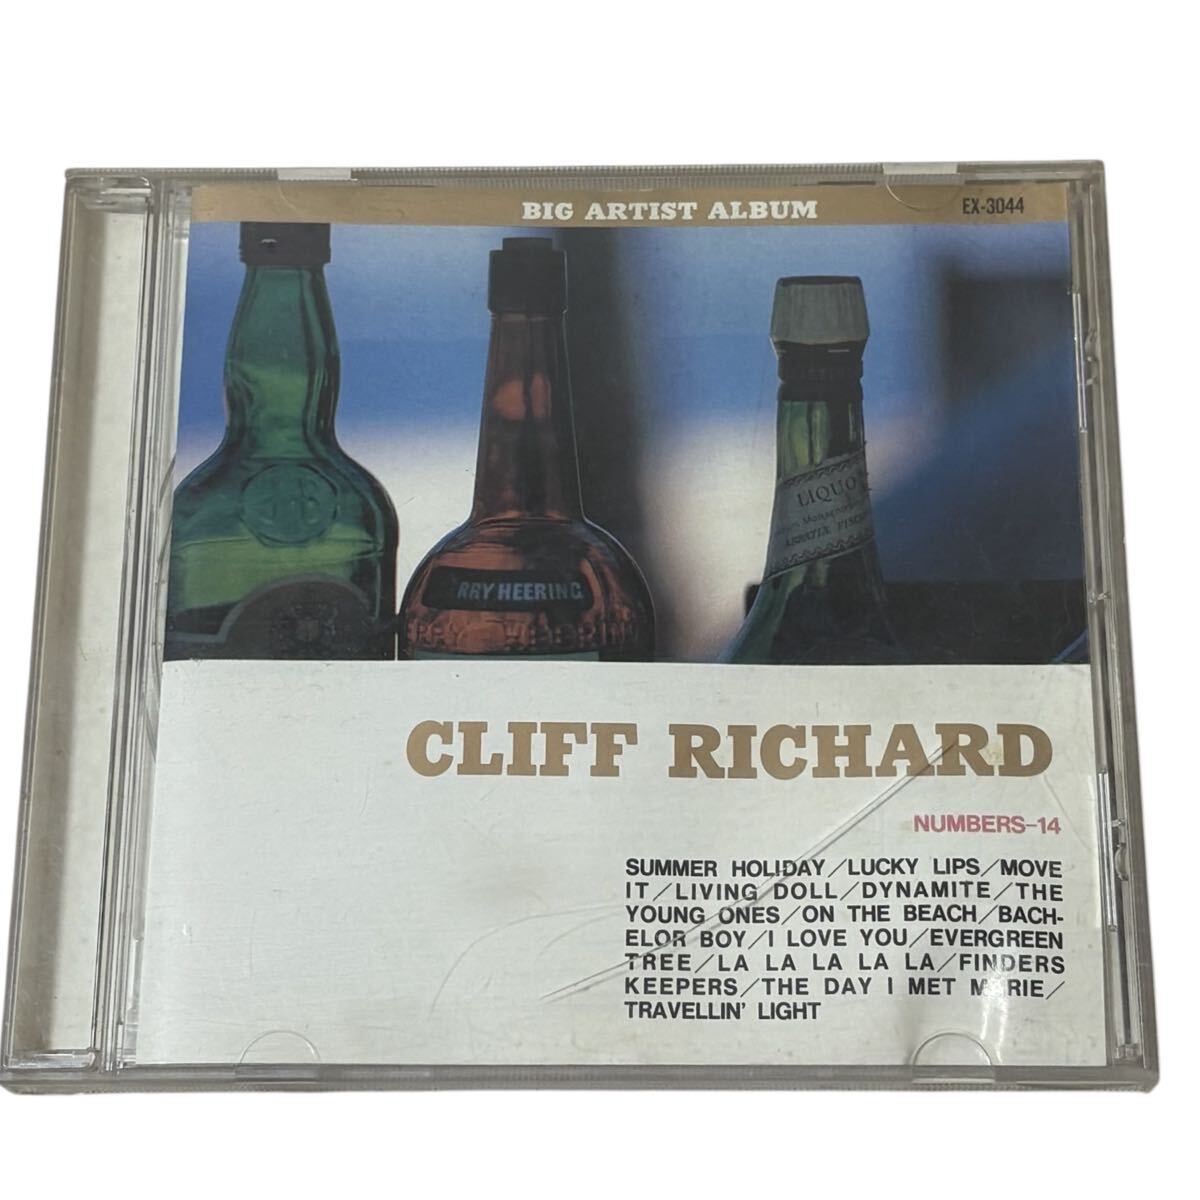 BIG ARTIST ALBUM
EX-3044
LIQUO
RRY HEERING
CLIFF RICHARD
NUMBERS-14
SUMMER HOLIDAY/LUCKY LIPS/MOVE
IT/LIVING DOLL/DYNAMITE/THE
YOUNG ONES/ON THE BEACH/BACH-
ELOR BOY/I LOVE YOU/EVERGREEN
TREE/LA LA LA LA LA/FINDERS
KEEPERS/THE DAY I MET MARIE/
TRAVELLIN' LIGHT